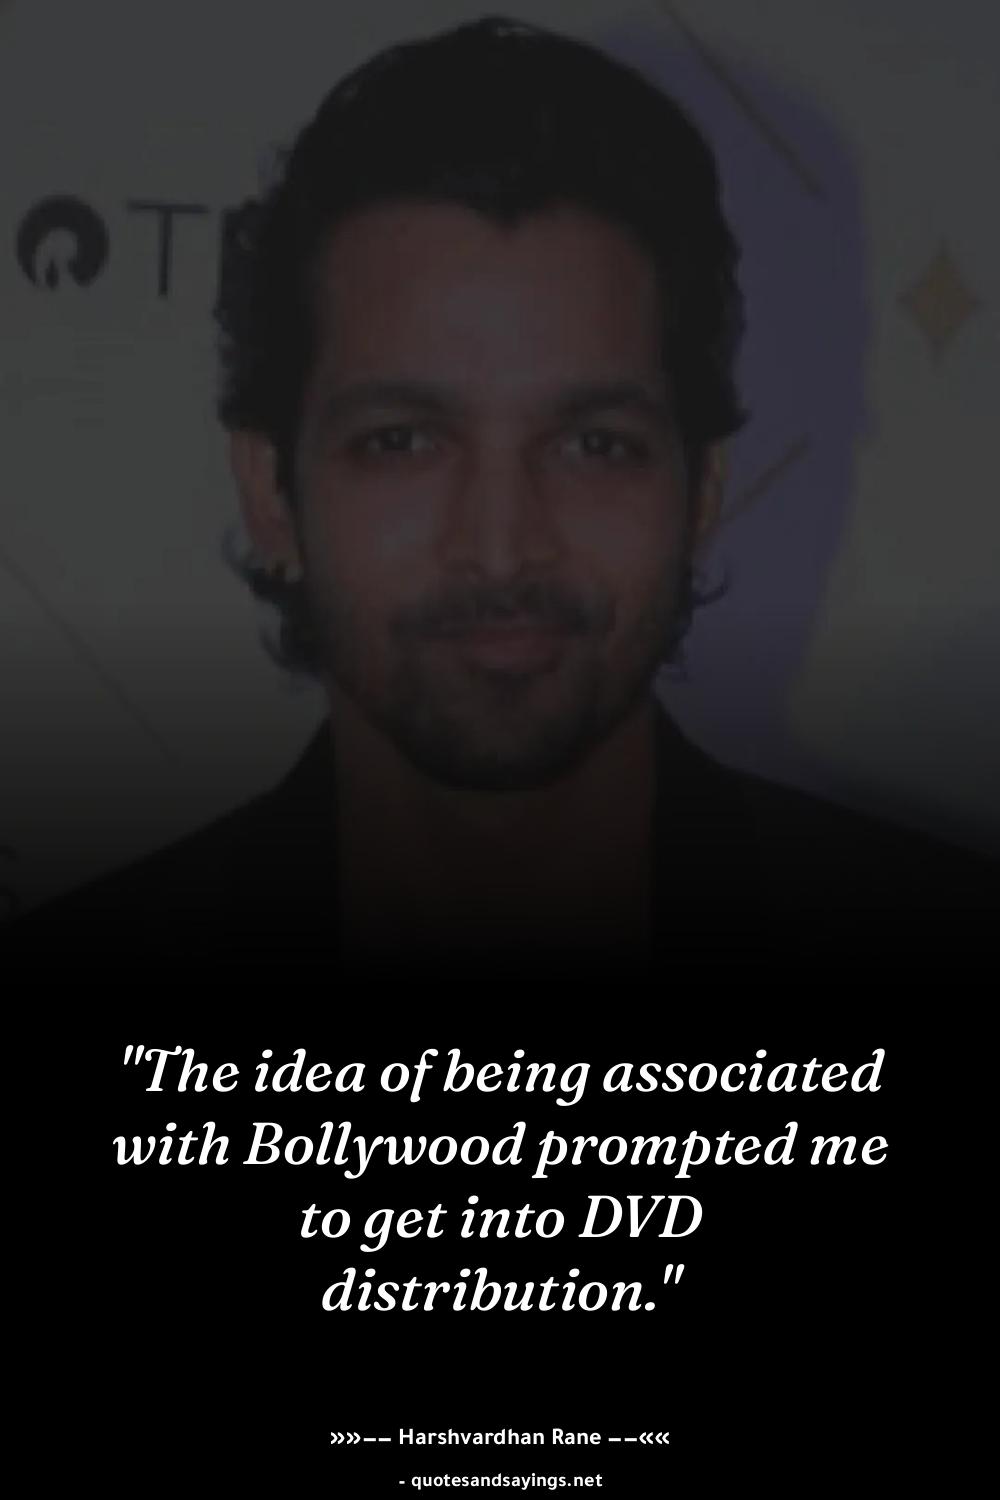 T
"The idea of being associated
with Bollywood prompted me
to get into DVD
distribution."
»»−− Harshvardhan Rane −−««
- quotesandsayings.net